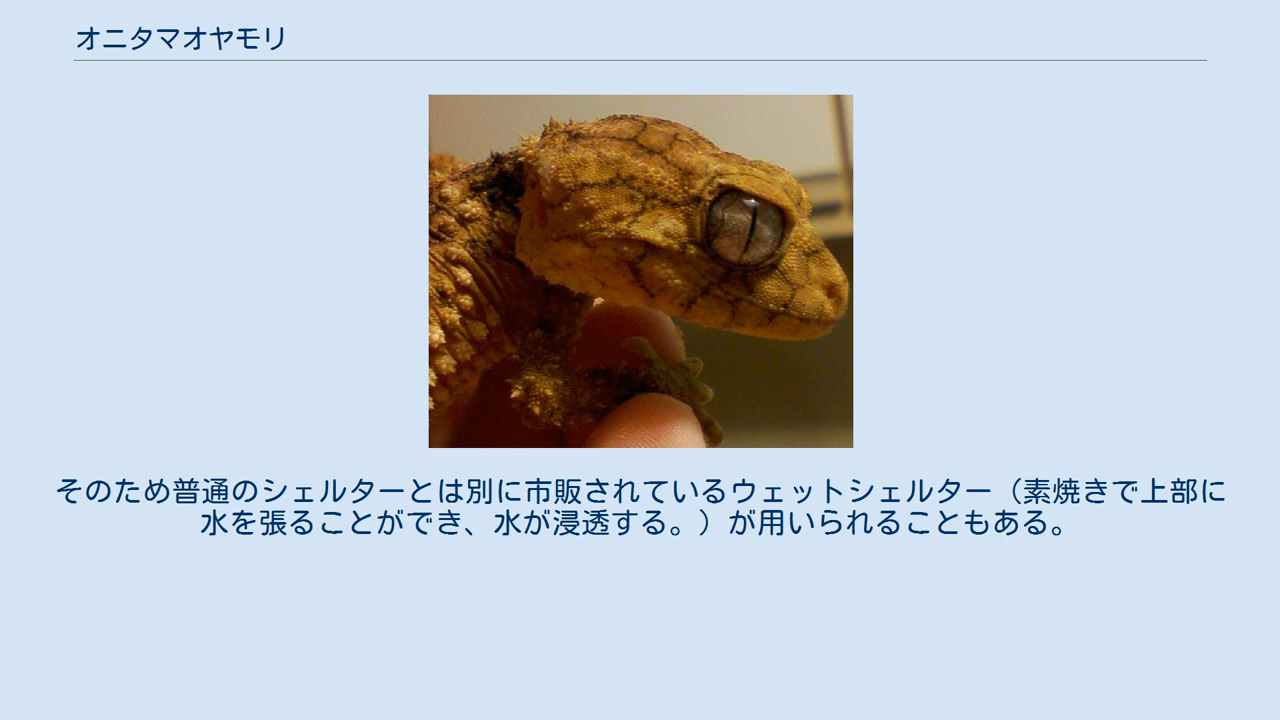 オニタマオヤモリ
そのため普通のシェルターとは別に市販されているウェットシェルター（素焼きで上部に
水を張ることができ、水が浸透する。）が用いられることもある。